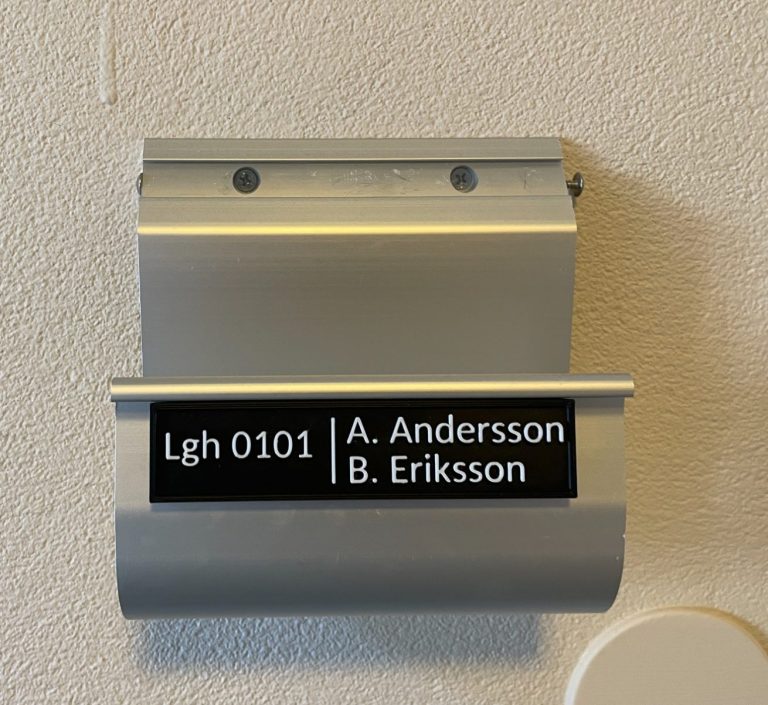 Lgh 0101
A. Andersson
B. Eriksson